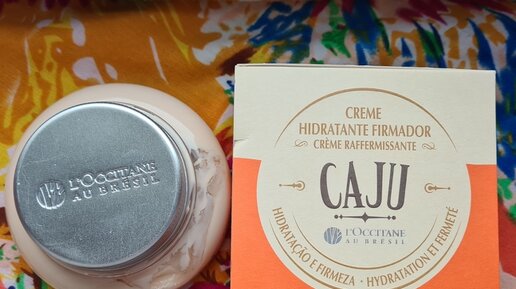 L'OCCITANE
AU BRÉSIL
CREME
HIDRATANTE FIRMADOR
CRÈME RAFFERMISSANTE
CAJU
L'OCCITANE
AU BRÉSIL
HIDRATAÇÃO E FIRMEZA · HYDRATATION ET FERMETÉ